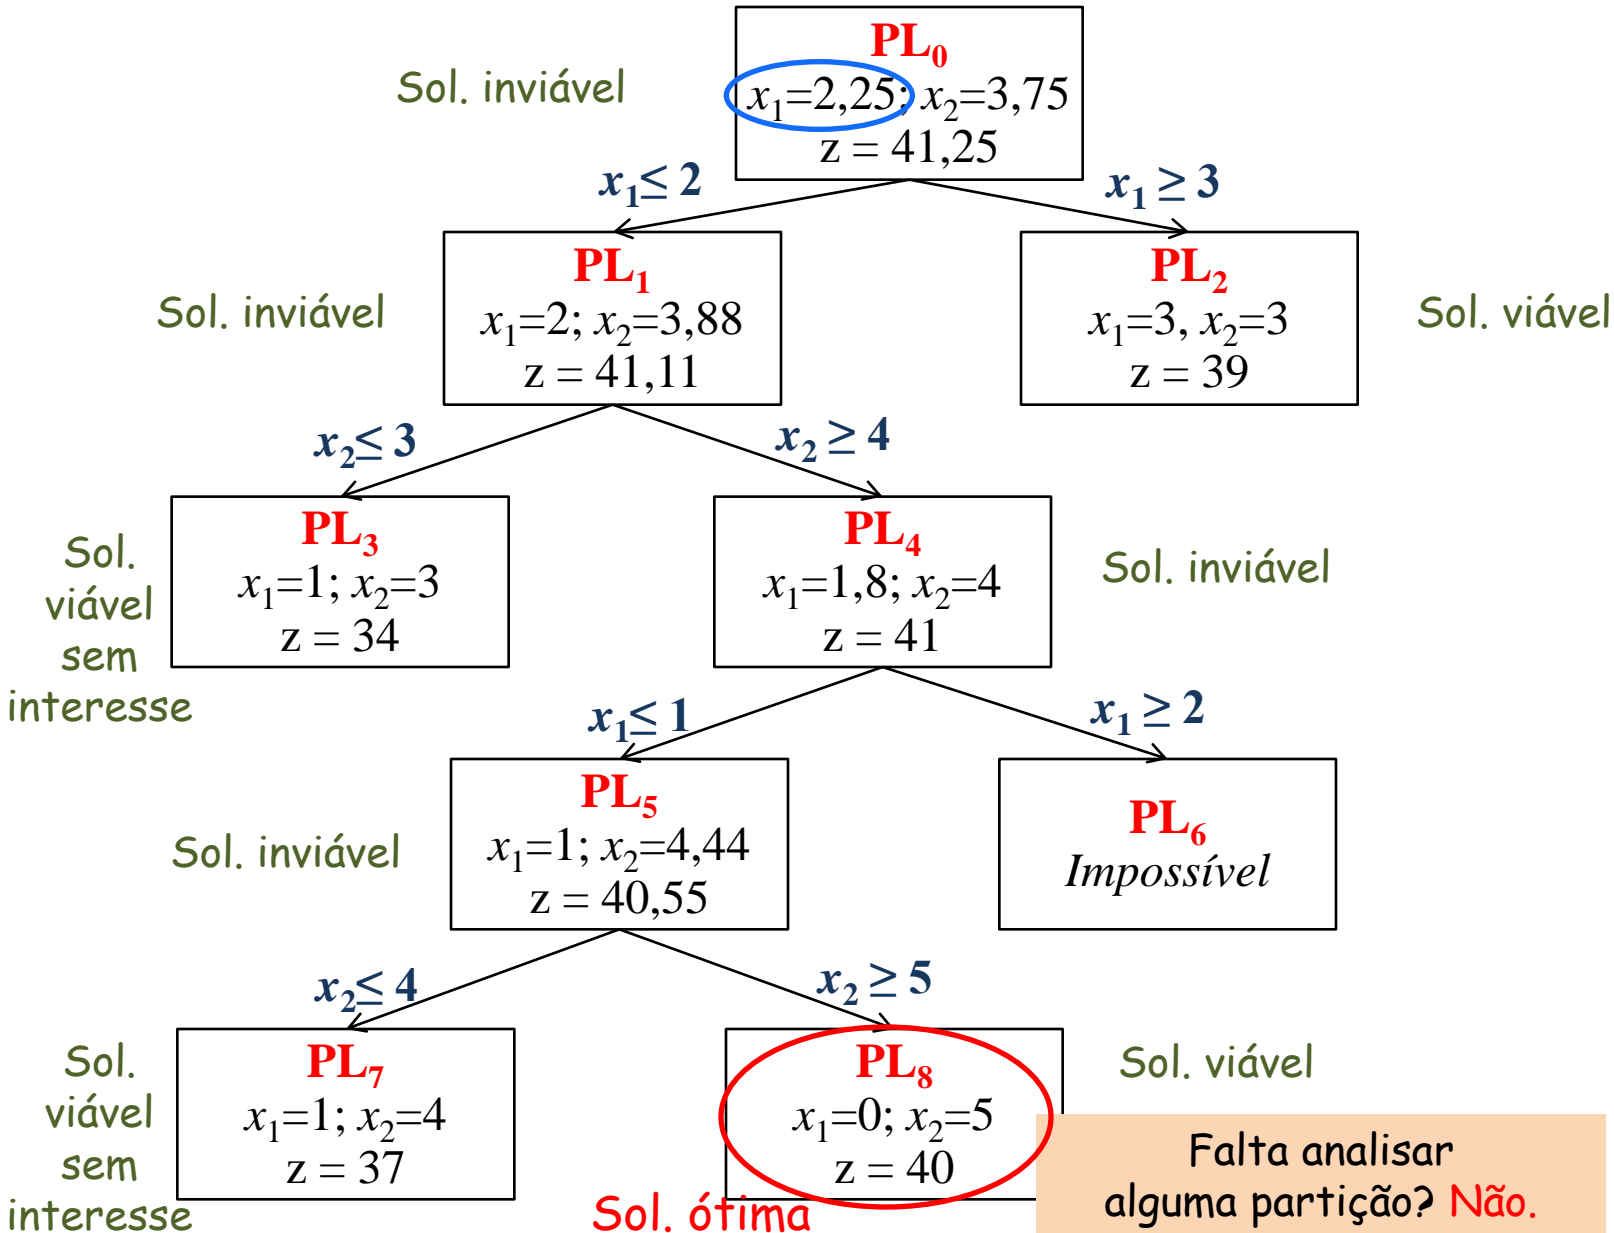 PL₀
Sol. inviável
x₁=2,25; x₂=3,75
z = 41,25
x₁≤ 2
x₁ ≥ 3
PL₁
Sol. inviável
x₁=2; x₂=3,88
z = 41,11
PL₂
x₁=3, x₂=3
z = 39
Sol. viável
x₂≤ 3
x₂ ≥ 4
Sol.
viável
sem
interesse
PL₃
x₁=1; x₂=3
z = 34
PL₄
x₁=1,8; x₂=4
z = 41
Sol. inviável
x₁≤ 1
x₁ ≥ 2
Sol. inviável
PL₅
x₁=1; x₂=4,44
z = 40,55
PL₆
Impossível
x₂≤ 4
x₂ ≥ 5
Sol.
viável
sem
interesse
PL₇
x₁=1; x₂=4
z = 37
PL₈
x₁=0; x₂=5
z = 40
Sol. viável
Sol. ótima
Falta analisar
alguma partição? Não.